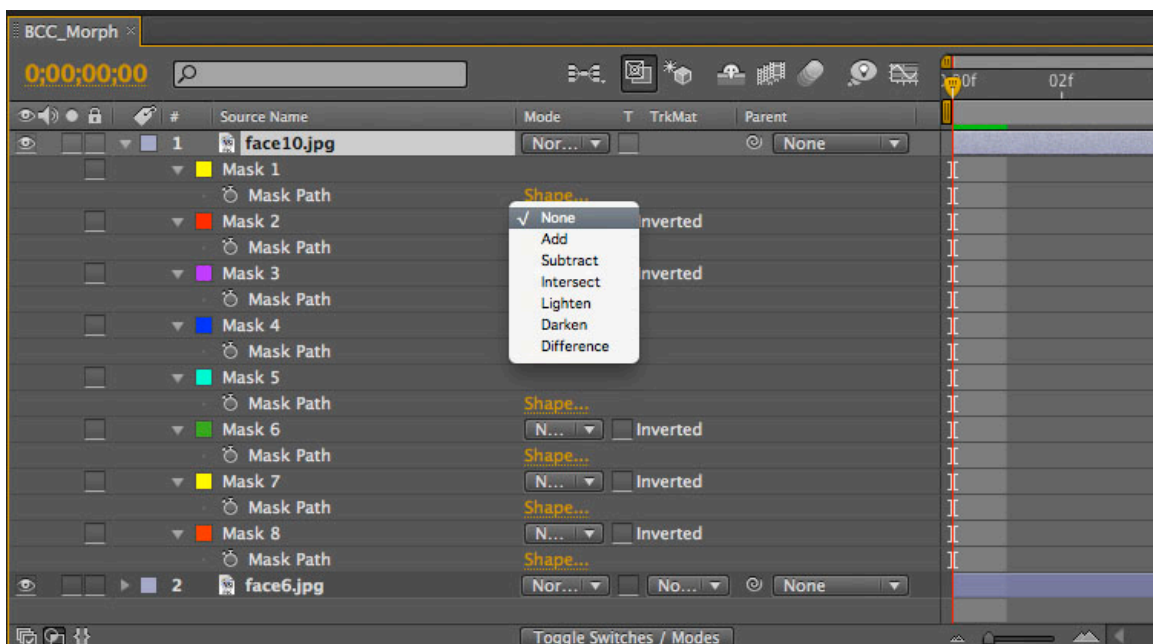 BCC_Morph ×
0;00;00;00
:00f 02f
# Source Name Mode T TrkMat Parent
1 face10.jpg Nor... None
Mask 1
Mask Path Shape...
Mask 2 Inverted
Mask Path
Mask 3 Inverted
Mask Path
Mask 4
Mask Path
Mask 5
Mask Path Shape...
Mask 6 N... Inverted
Mask Path Shape...
Mask 7 N... Inverted
Mask Path Shape...
Mask 8 N... Inverted
Mask Path Shape...
2 face6.jpg Nor... No... None
Toggle Switches / Modes
√ None
Add
Subtract
Intersect
Lighten
Darken
Difference